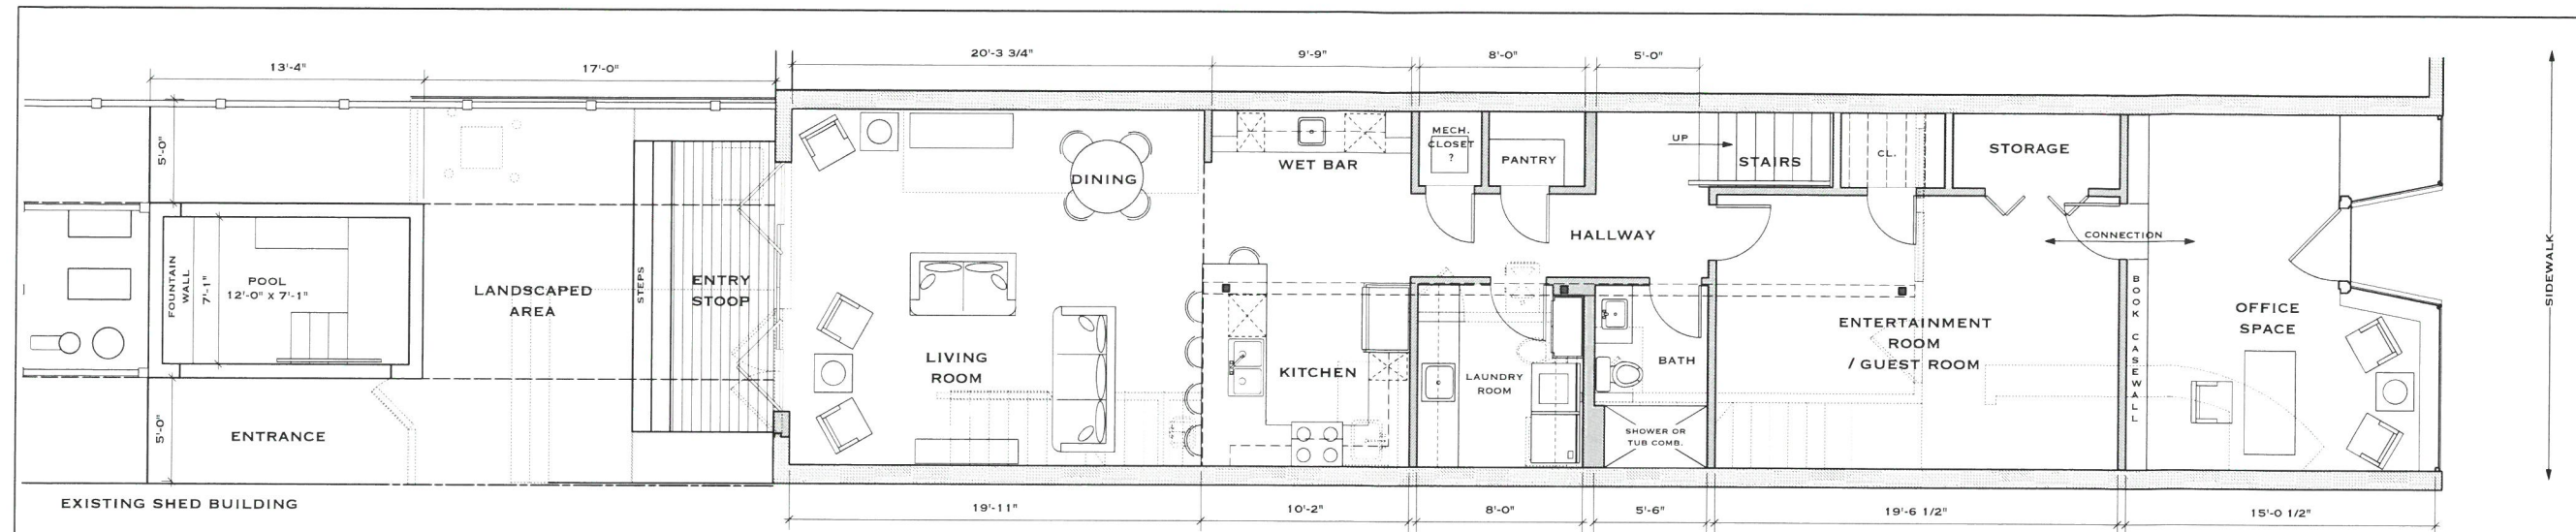 20'-3 3/4"
9'-9"
8'-0"
5'-0"
13'-4"
17'-0"
5'-0"
MECH.
CLOSET
?
PANTRY
WET BAR
UP
STAIRS
CL.
STORAGE
DINING
HALLWAY
CONNECTION
SIDEWALK
FOUNTAIN
WALL
7'-1"
POOL
12'-0" X 7'-1"
LANDSCAPED
AREA
STEPS
ENTRY
STOOP
LIVING
ROOM
KITCHEN
LAUNDRY
ROOM
BATH
SHOWER OR
TUB COMB.
ENTERTAINMENT
ROOM
/ GUEST ROOM
BOOK CASEWALL
OFFICE
SPACE
5'-0"
ENTRANCE
EXISTING SHED BUILDING
19'-11"
10'-2"
8'-0"
5'-6"
19'-6 1/2"
15'-0 1/2"